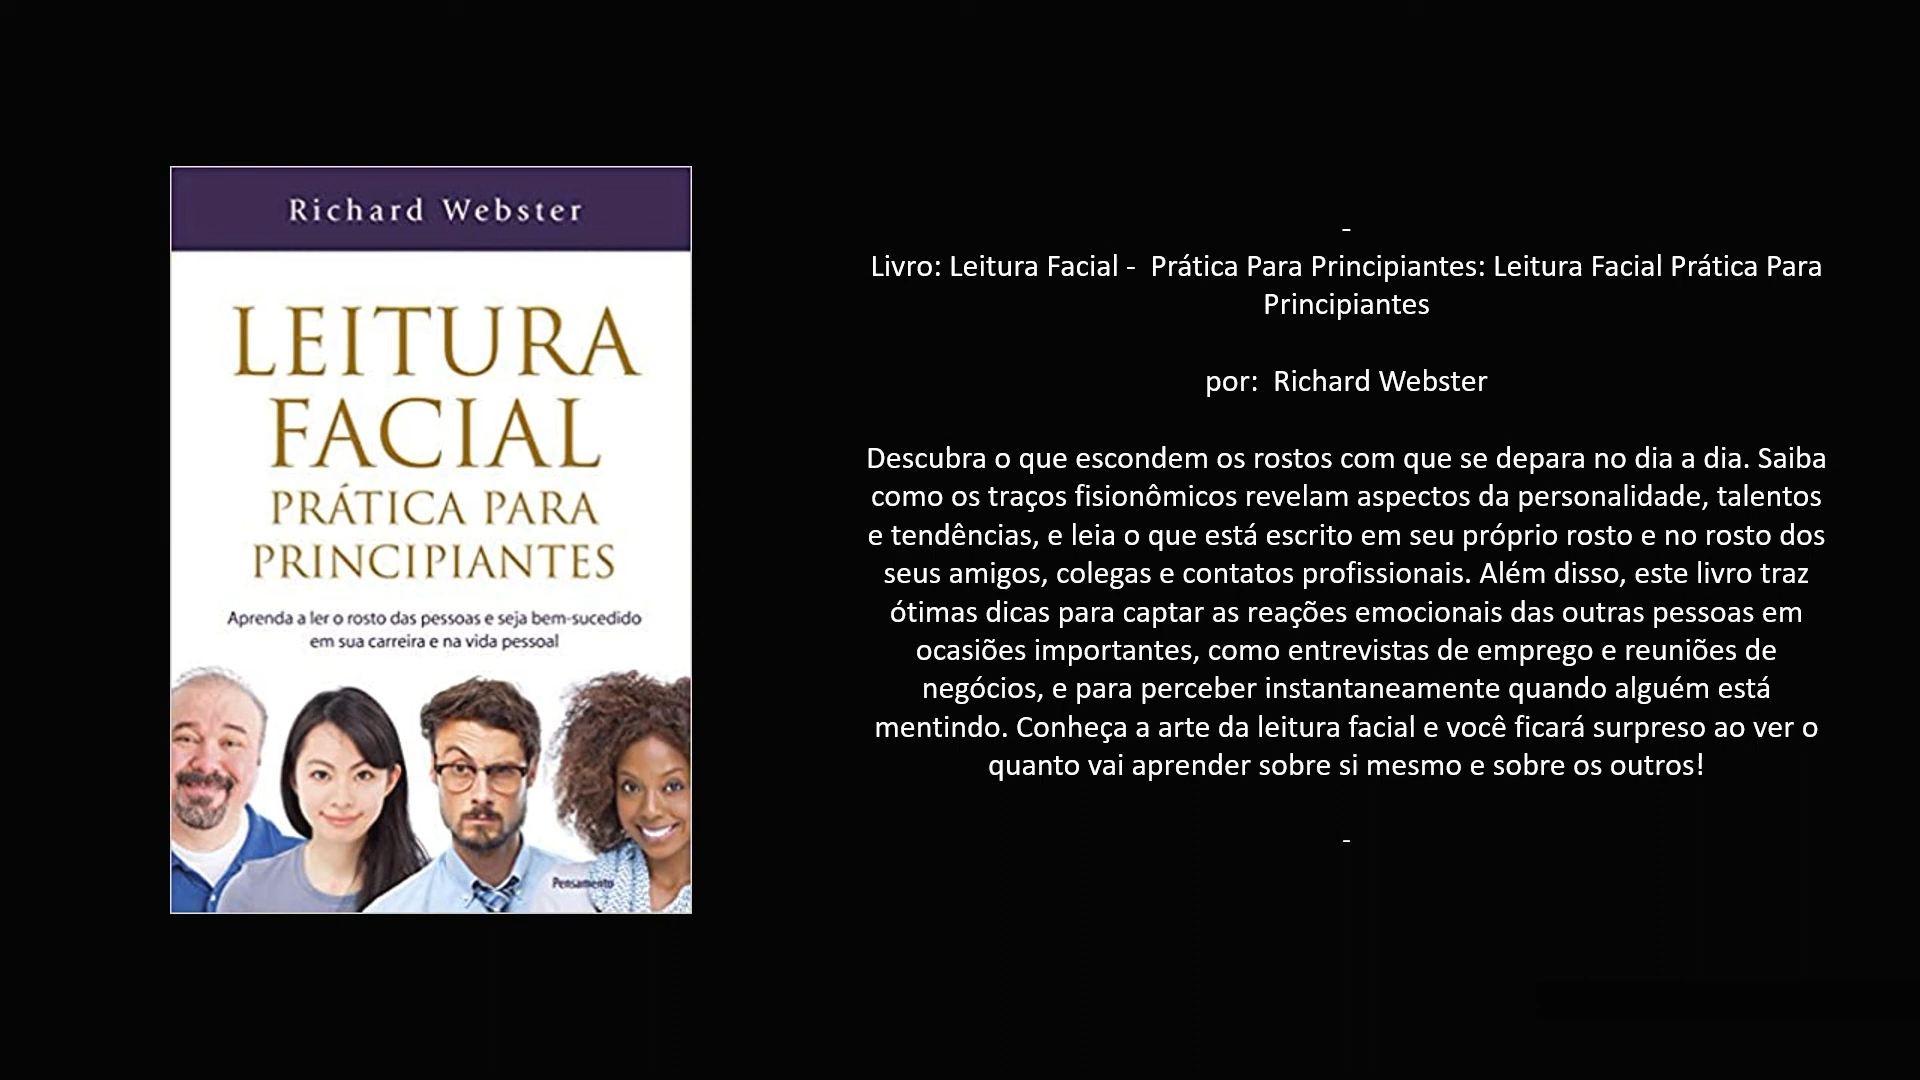 Richard Webster
LEITURA
FACIAL
PRÁTICA PARA
PRINCIPIANTES
Aprenda a ler o rosto das pessoas e seja bem-sucedido
em sua carreira e na vida pessoal
Pensamento
-
Livro: Leitura Facial -  Prática Para Principiantes: Leitura Facial Prática Para
Principiantes
por:  Richard Webster
Descubra o que escondem os rostos com que se depara no dia a dia. Saiba
como os traços fisionômicos revelam aspectos da personalidade, talentos
e tendências, e leia o que está escrito em seu próprio rosto e no rosto dos
seus amigos, colegas e contatos profissionais. Além disso, este livro traz
ótimas dicas para captar as reações emocionais das outras pessoas em
ocasiões importantes, como entrevistas de emprego e reuniões de
negócios, e para perceber instantaneamente quando alguém está
mentindo. Conheça a arte da leitura facial e você ficará surpreso ao ver o
quanto vai aprender sobre si mesmo e sobre os outros!
-